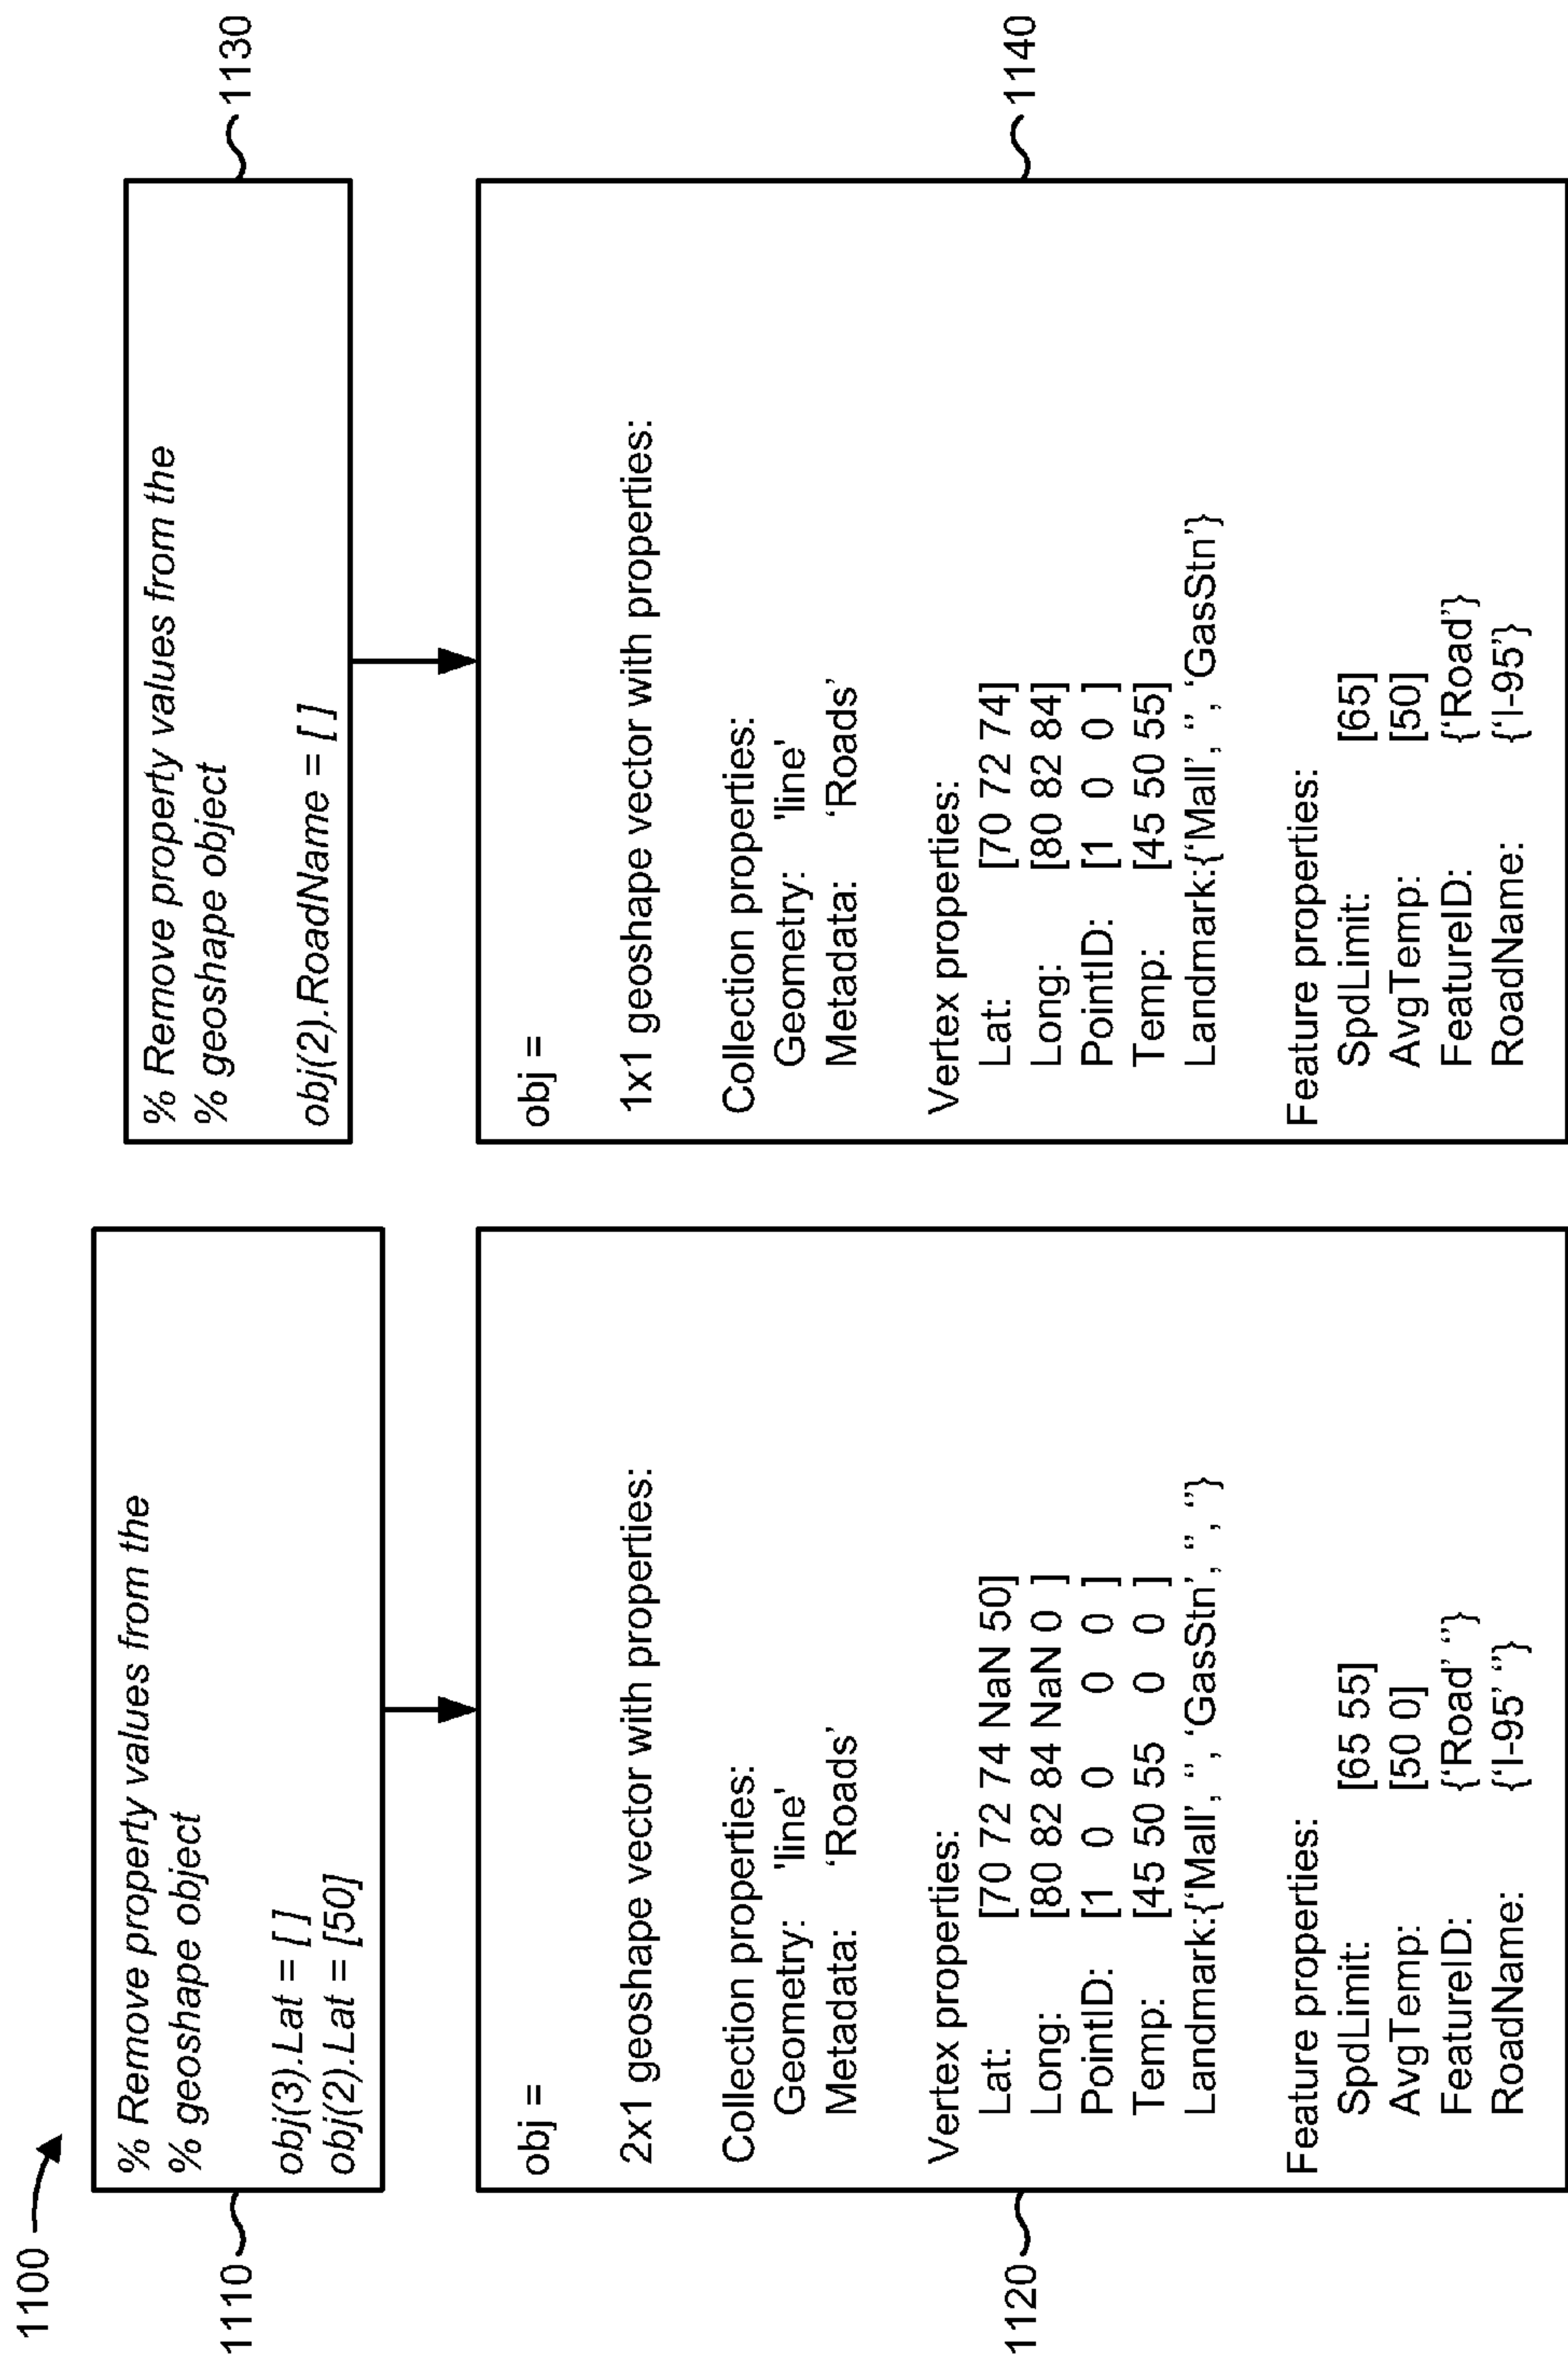 1100
1110
% Remove property values from the
% geoshape object
obj(3).Lat = [ ]
obj(2).Lat = [50]
1120
obj =
2x1 geoshape vector with properties:
Collection properties:
Geometry: 'line'
Metadata: ‘Roads’
Vertex properties:
Lat: [70 72 74 NaN 50]
Long: [80 82 84 NaN 0 ]
PointID: [1 0 0 0 0 ]
Temp: [45 50 55 0 0 ]
Landmark:{‘Mall’, ‘’ , ‘GasStn’, ‘’ , ‘’}
Feature properties:
SpdLimit: [65 55]
AvgTemp: [50 0]
FeatureID: {‘Road’ ‘’}
RoadName: {‘I-95’ ‘’}
1130
% Remove property values from the
% geoshape object
obj(2).RoadName = [ ]
1140
obj =
1x1 geoshape vector with properties:
Collection properties:
Geometry: 'line'
Metadata: ‘Roads’
Vertex properties:
Lat: [70 72 74]
Long: [80 82 84]
PointID: [1 0 0 ]
Temp: [45 50 55]
Landmark:{‘Mall’, ‘’ , ‘GasStn’}
Feature properties:
SpdLimit: [65]
AvgTemp: [50]
FeatureID: {‘Road’}
RoadName: {‘I-95’}